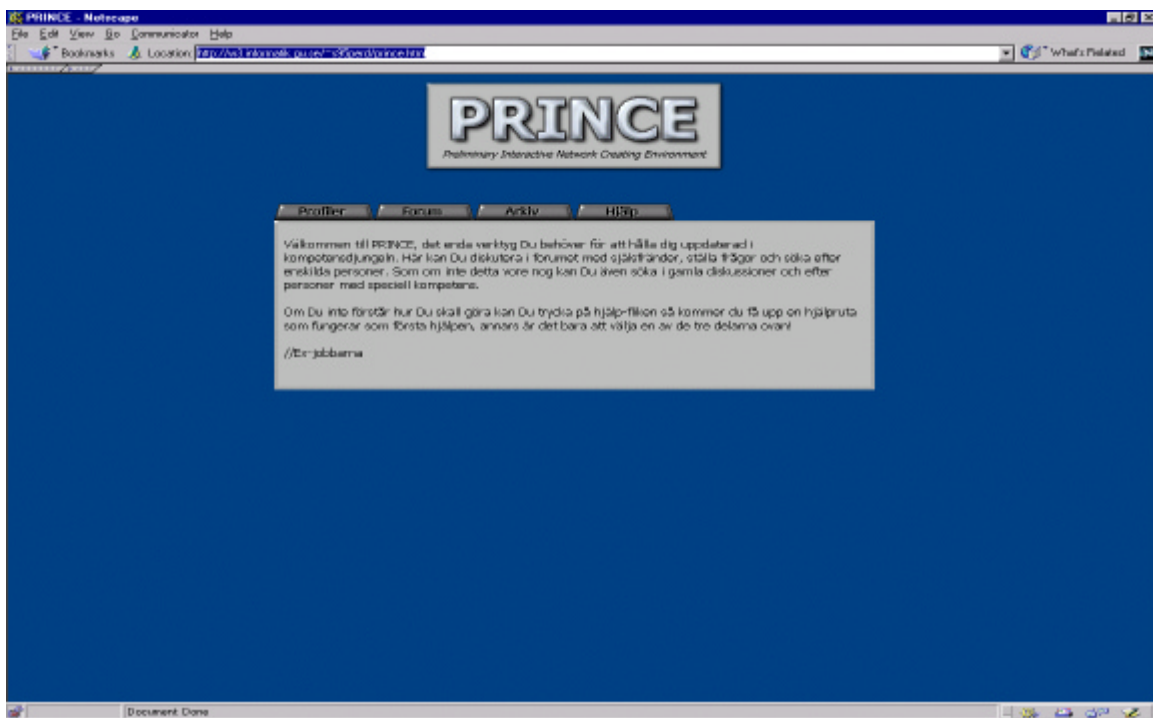 PRINCE - Netscape
File Edit View Go Communicator Help
Bookmarks Location: What's Related
PRINCE
Preliminary Interactive Network Creating Environment
Profiler Forum Arkiv Hjälp
Välkommen till PRINCE, det enda verktyg Du behöver för att hålla dig uppdaterad i
kompetensdjungeln. Här kan Du diskutera i forumet med själsfränder, ställa frågor och söka efter
enskilda personer. Som om inte detta vore nog kan Du även söka i gamla diskussioner och efter
personer med speciell kompetens.
Om Du inte förstår hur Du skall göra kan Du trycka på hjälp-fliken så kommer du få upp en hjälpruta
som fungerar som första hjälpen, annars är det bara att välja en av de tre delarna ovan!
//Ex-jobbarna
Document: Done